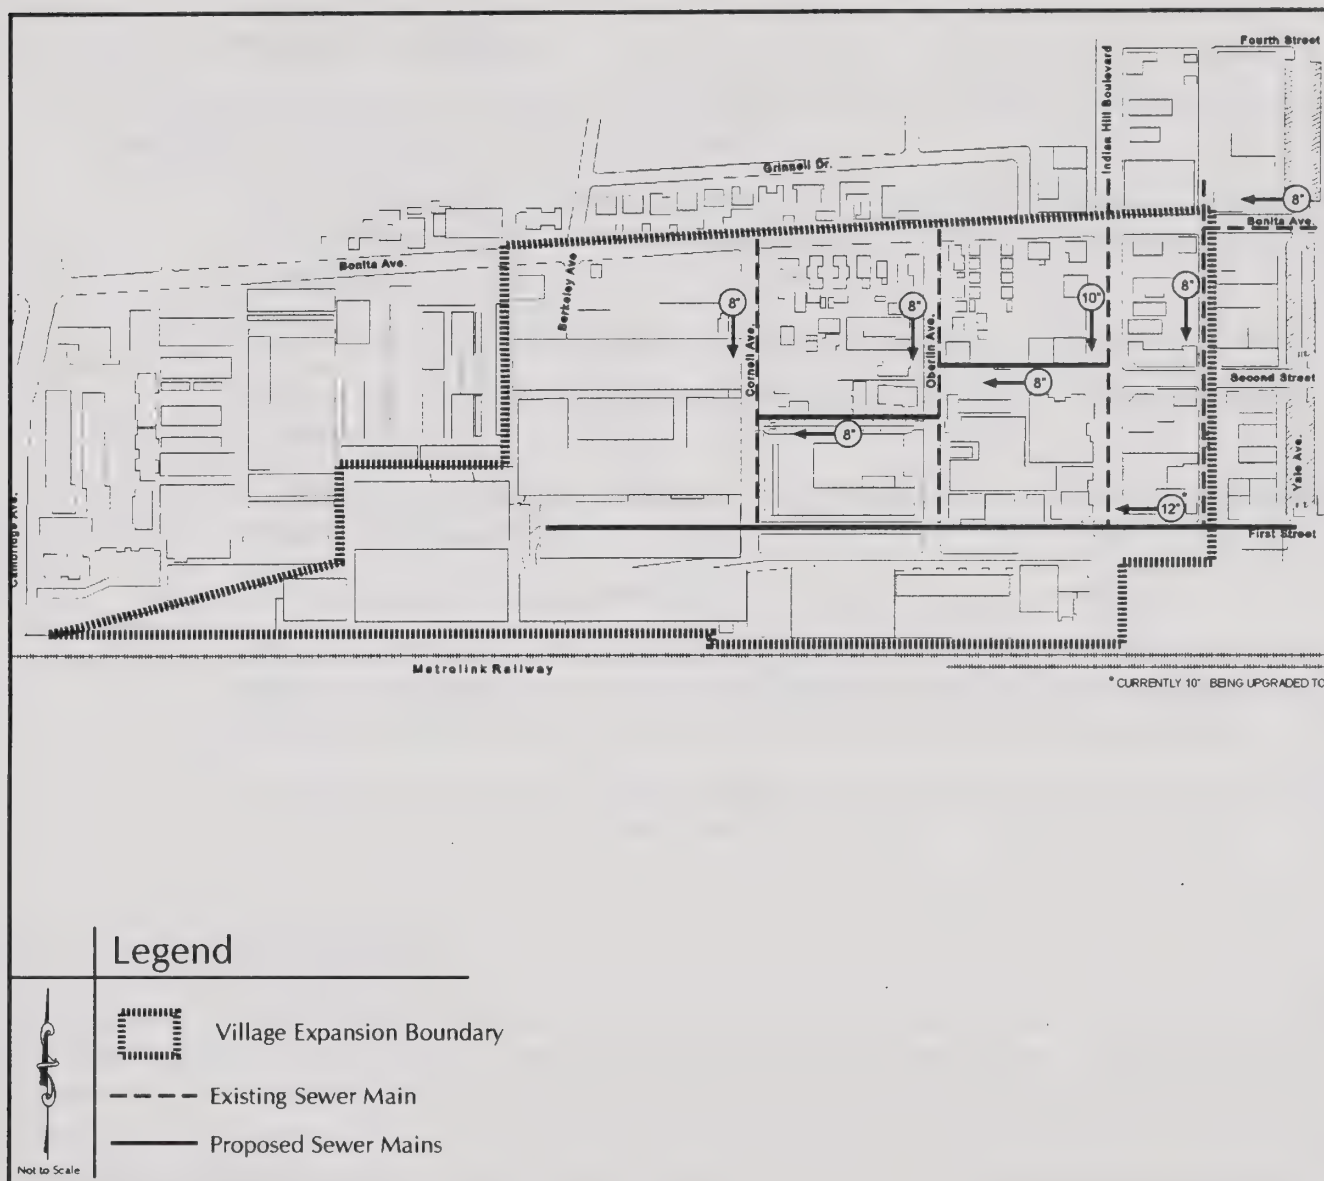 Fourth Street
Indian Hill Boulevard
Grinnell Dr.
8"
Bonita Ave.
Bonita Ave.
Berkeley Ave
8"
Cornell Ave.
8"
Oberlin Ave.
10"
8"
8"
Second Street
8"
Yale Ave.
12"*
First Street
Cambridge Ave.
Metrolink Railway
* CURRENTLY 10" BEING UPGRADED TO
Legend
Village Expansion Boundary
Existing Sewer Main
Proposed Sewer Mains
Not to Scale